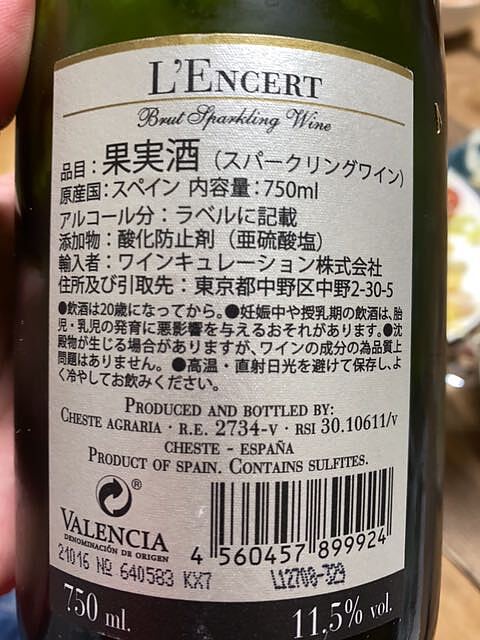 L'ENCERT
Brut Sparkling Wine
品目：果実酒（スパークリングワイン）
原産国：スペイン 内容量：750ml
アルコール分：ラベルに記載
添加物：酸化防止剤（亜硫酸塩）
輸入者：ワインキュレーション株式会社
住所及び引取先：東京都中野区中野2-30-5
●飲酒は20歳になってから。●妊娠中や授乳期の飲酒は、胎
児・乳児の発育に悪影響を与えるおそれがあります。●沈
殿物が生じる場合がありますが、ワインの成分の為品質上
問題はありません。●高温・直射日光を避けて保存し、よ
く冷やしてお飲みください。
PRODUCED AND BOTTLED BY:
CHESTE AGRARIA · R.E. 2734-V · RSI 30.10611/V
CHESTE - ESPAÑA
PRODUCT OF SPAIN. CONTAINS SULFITES.
®
VALENCIA
DENOMINACIÓN DE ORIGEN
21016 Nº 640583 KX7
4 560457 899924
750 ml.
11,5% vol.